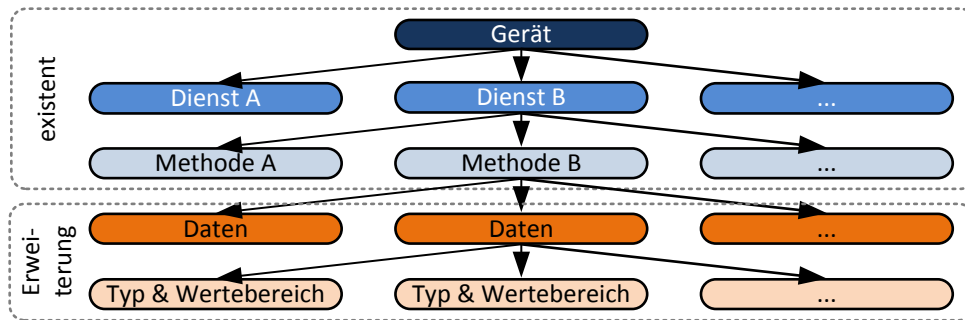 Gerät
existent
Dienst A
Dienst B
...
Methode A
Methode B
...
Erwei-
terung
Daten
Daten
...
Typ & Wertebereich
Typ & Wertebereich
...